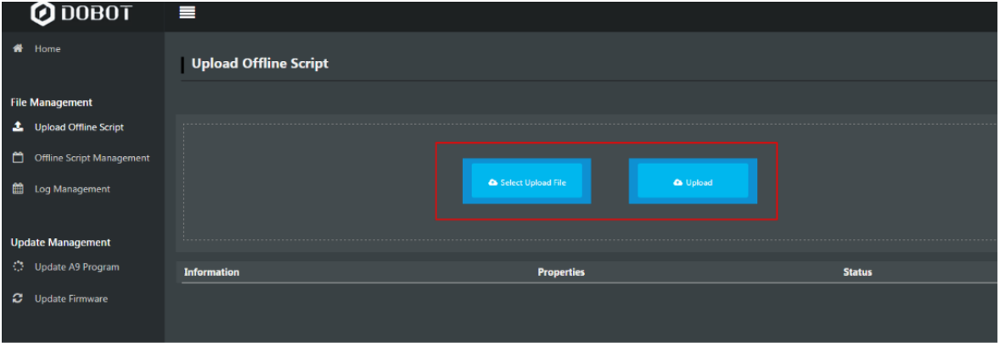 DOBOT
Home
File Management
Upload Offline Script
Offline Script Management
Log Management
Update Management
Update A9 Program
Update Firmware
Upload Offline Script
Select Upload File
Upload
Information Properties Status